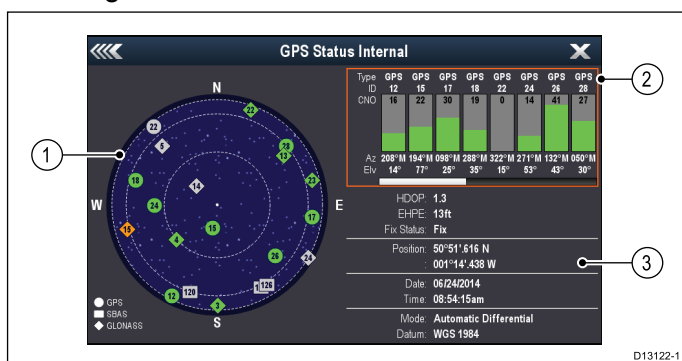 GPS Status Internal
Type GPS GPS GPS GPS GPS GPS GPS GPS
ID 12 15 17 18 22 24 26 28
CNO 16 22 30 19 0 14 41 27
Az 208°M 194°M 098°M 288°M 322°M 271°M 132°M 050°M
Elv 14° 77° 25° 35° 15° 53° 43° 30°
1
2
3
N
W
E
S
22
22
5
28
13
18
14
23
24
17
15
15
4
26
24
12
120
126
3
GPS
SBAS
GLONASS
HDOP: 1.3
EHPE: 13ft
Fix Status: Fix
Position: 50°51'.616 N
: 001°14'.438 W
Date: 06/24/2014
Time: 08:54:15am
Mode: Automatic Differential
Datum: WGS 1984
D13122-1